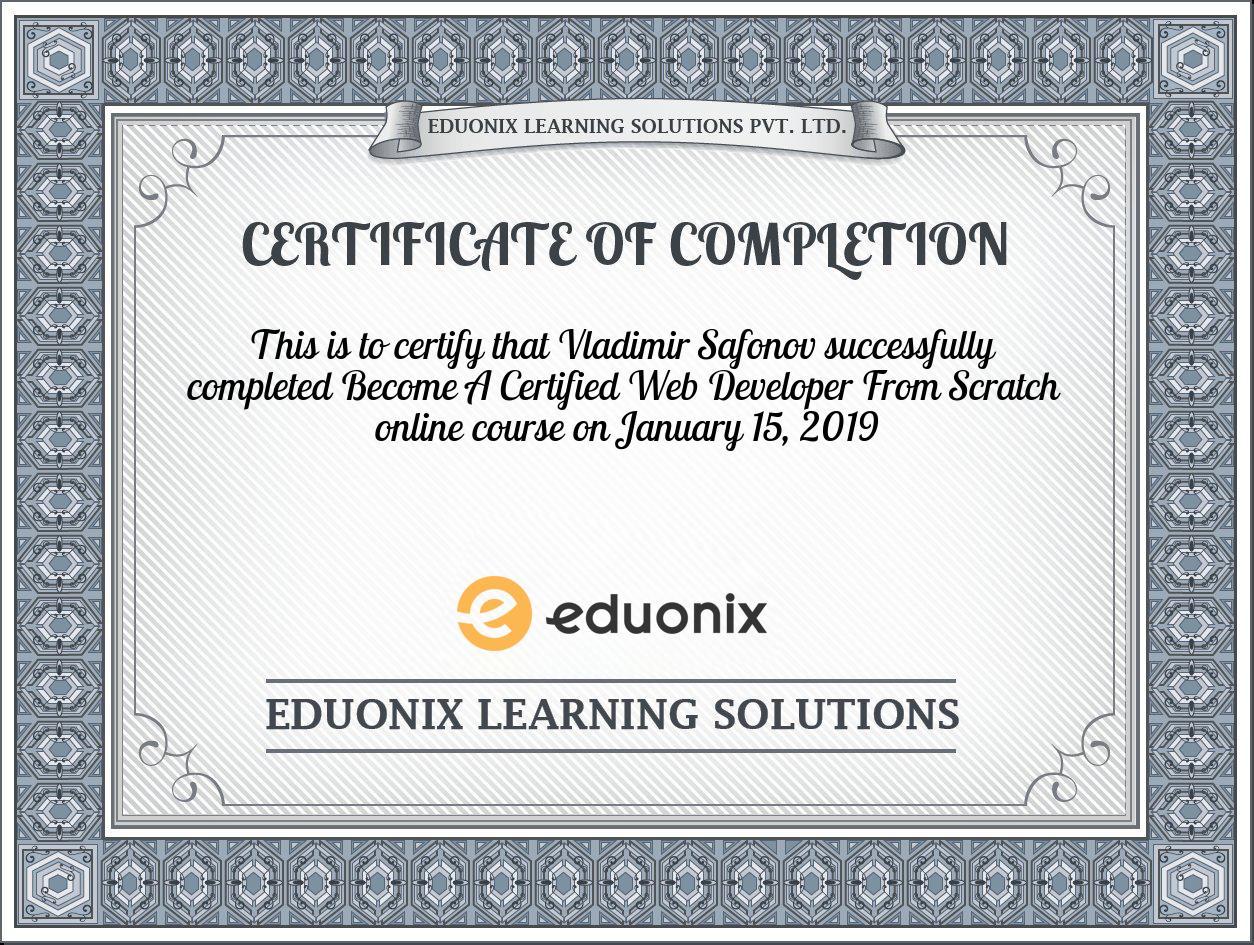 EDUONIX LEARNING SOLUTIONS PVT. LTD.
CERTIFICATE OF COMPLETION
This is to certify that Vladimir Safonov successfully
completed Become A Certified Web Developer From Scratch
online course on January 15, 2019
e eduonix
EDUONIX LEARNING SOLUTIONS